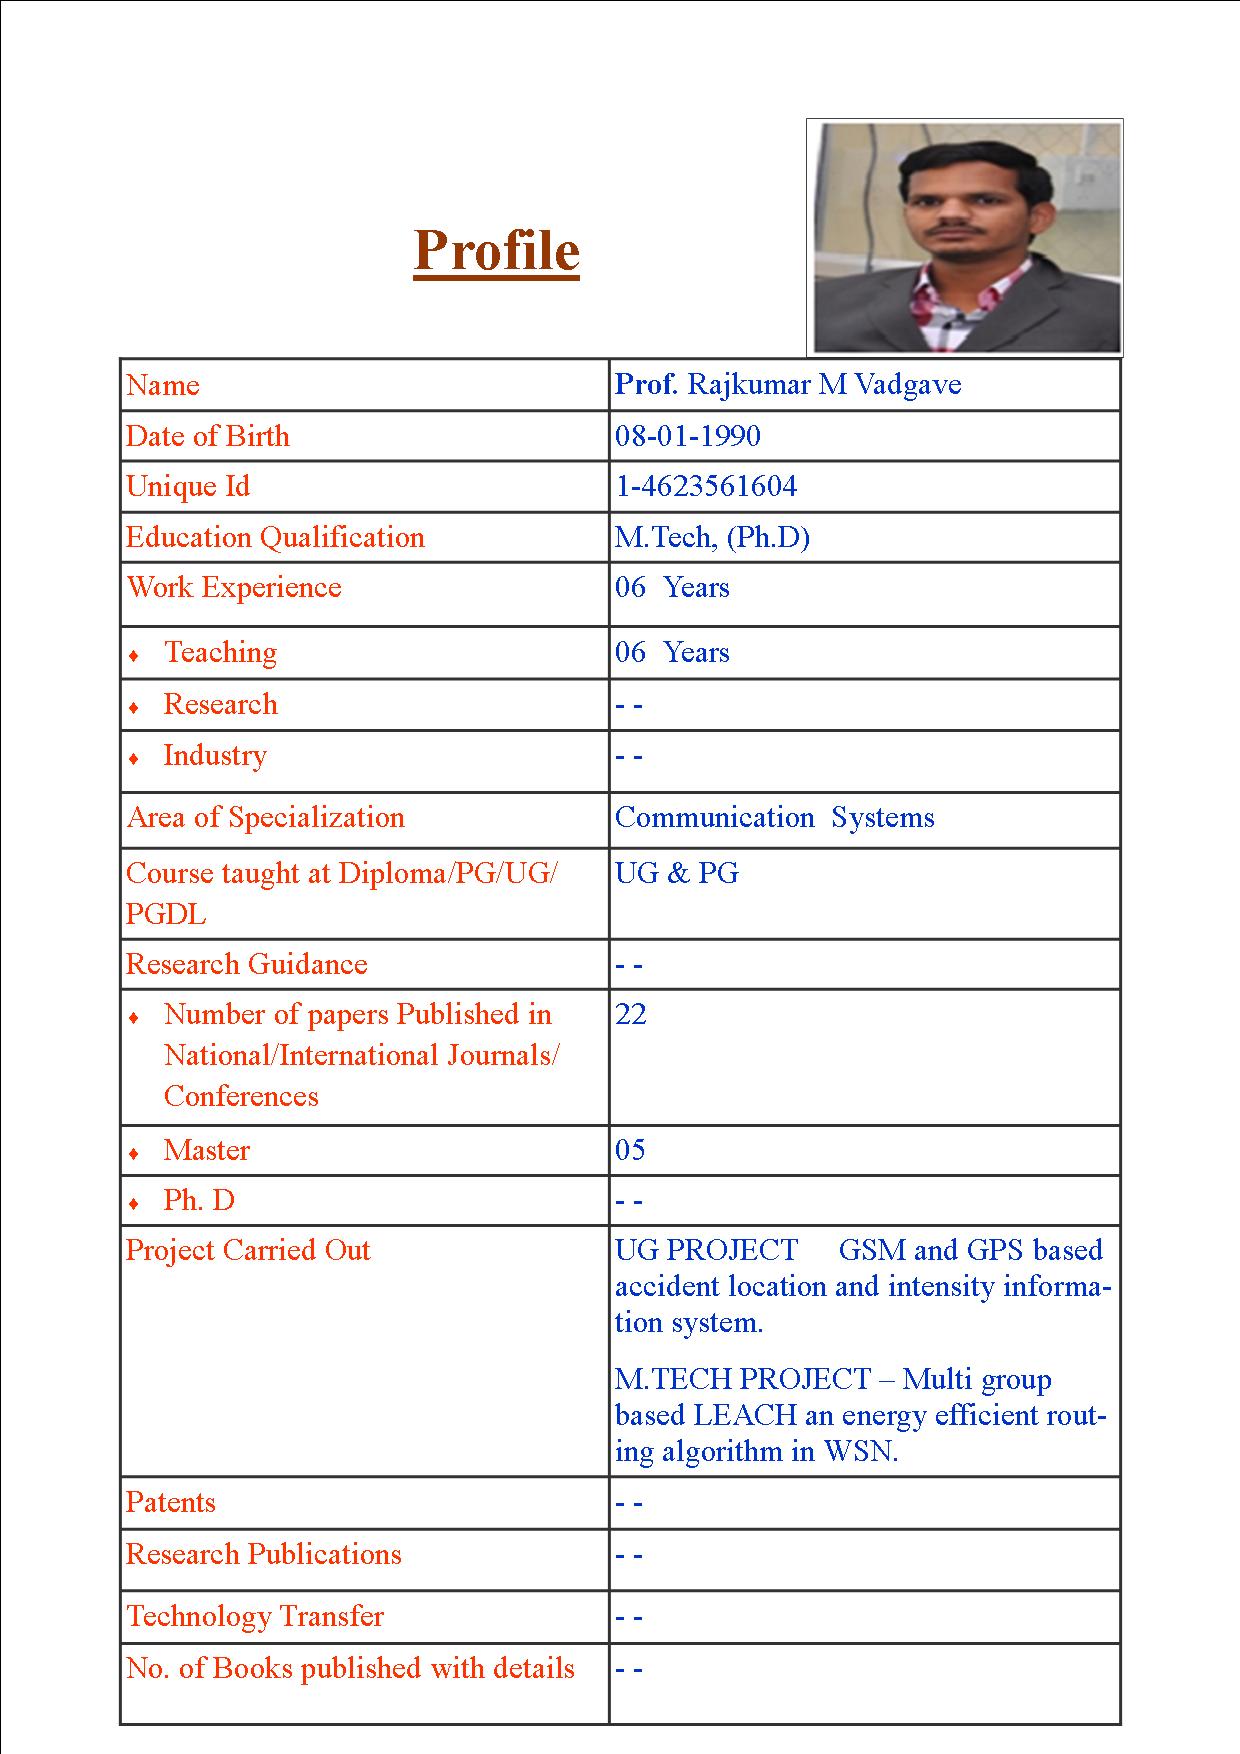 Profile
Name
Prof. Rajkumar M Vadgave
Date of Birth
08-01-1990
Unique Id
1-4623561604
Education Qualification
M.Tech, (Ph.D)
Work Experience
06  Years
♦ Teaching
06  Years
♦ Research
- -
♦ Industry
- -
Area of Specialization
Communication  Systems
Course taught at Diploma/PG/UG/
PGDL
UG & PG
Research Guidance
- -
♦ Number of papers Published in
National/International Journals/
Conferences
22
♦ Master
05
♦ Ph. D
- -
Project Carried Out
UG PROJECT    GSM and GPS based
accident location and intensity informa-
tion system.
M.TECH PROJECT – Multi group
based LEACH an energy efficient rout-
ing algorithm in WSN.
Patents
- -
Research Publications
- -
Technology Transfer
- -
No. of Books published with details
- -